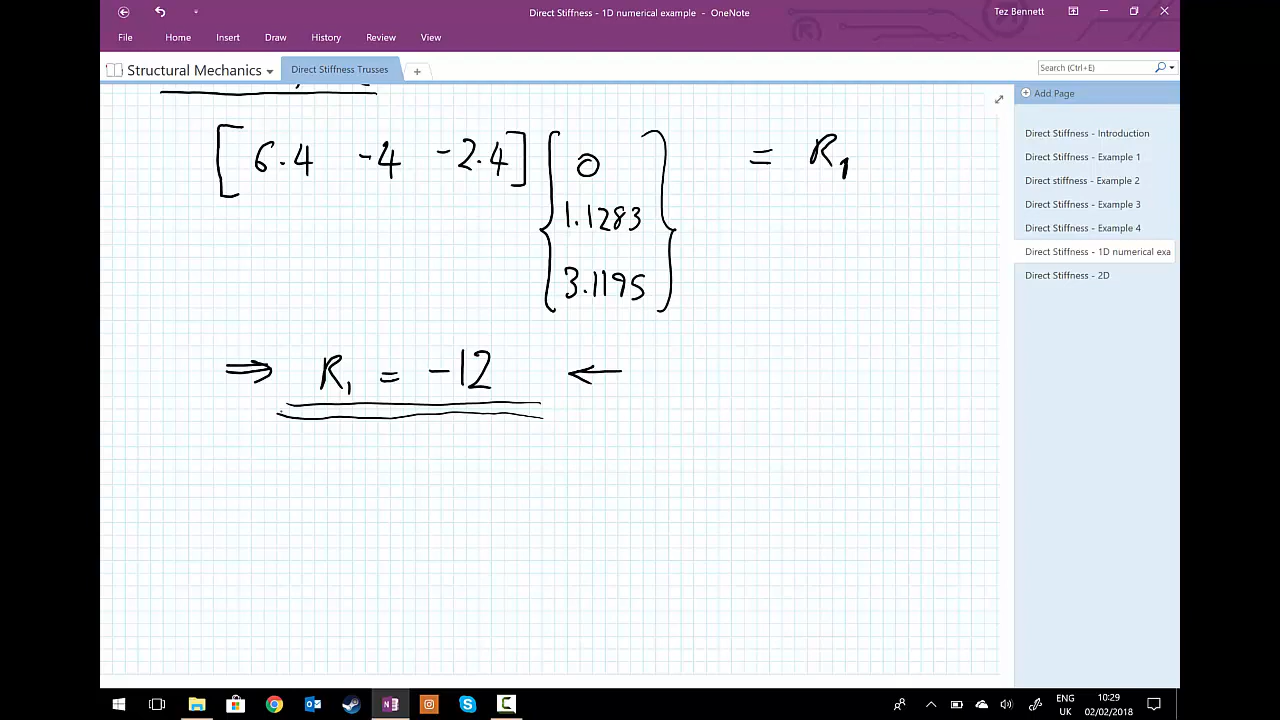 Direct Stiffness - 1D numerical example - OneNote
Tez Bennett
File Home Insert Draw History Review View
Structural Mechanics
Direct Stiffness Trusses
Search (Ctrl+E)
Add Page
Direct Stiffness - Introduction
Direct Stiffness - Example 1
Direct stiffness - Example 2
Direct Stiffness - Example 3
Direct Stiffness - Example 4
Direct Stiffness - 1D numerical exa
Direct Stiffness - 2D
[6.4 -4 -2.4] { 0 = R₁
1.1283
3.1195 }
⇒ R₁ = -12 ←
ENG
UK
10:29
02/02/2018